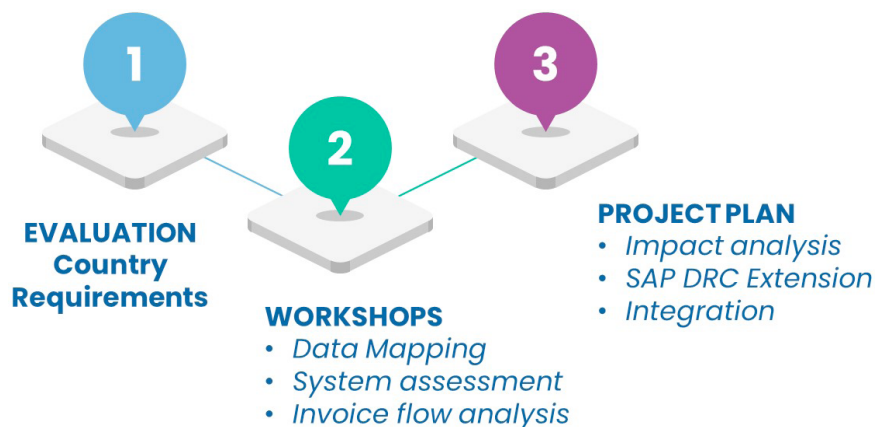 1
EVALUATION
Country
Requirements
2
WORKSHOPS
• Data Mapping
• System assessment
• Invoice flow analysis
3
PROJECT PLAN
• Impact analysis
• SAP DRC Extension
• Integration